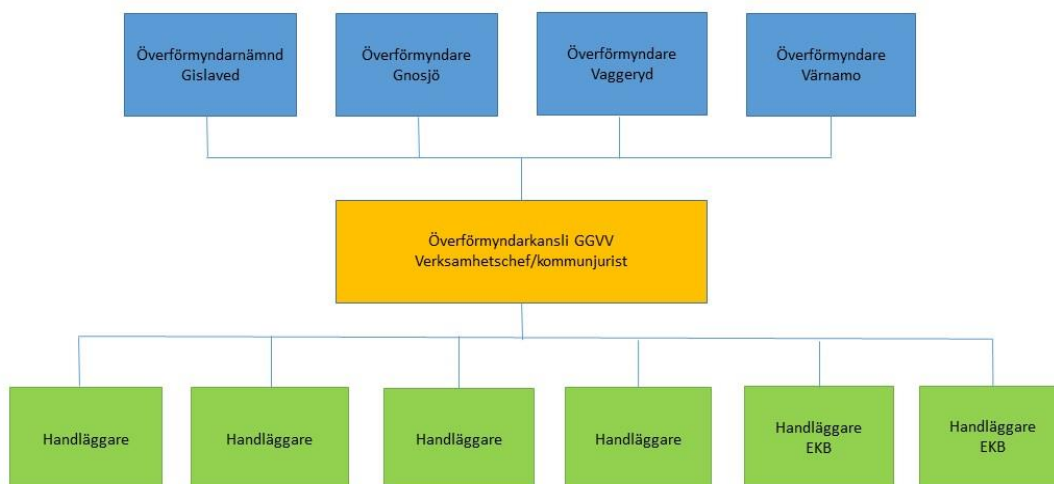 Överförmyndarnämnd
Gislaved
Överförmyndare
Gnosjö
Överförmyndare
Vaggeryd
Överförmyndare
Värnamo
Överförmyndarkansli GGVV
Verksamhetschef/kommunjurist
Handläggare
Handläggare
Handläggare
Handläggare
Handläggare
EKB
Handläggare
EKB